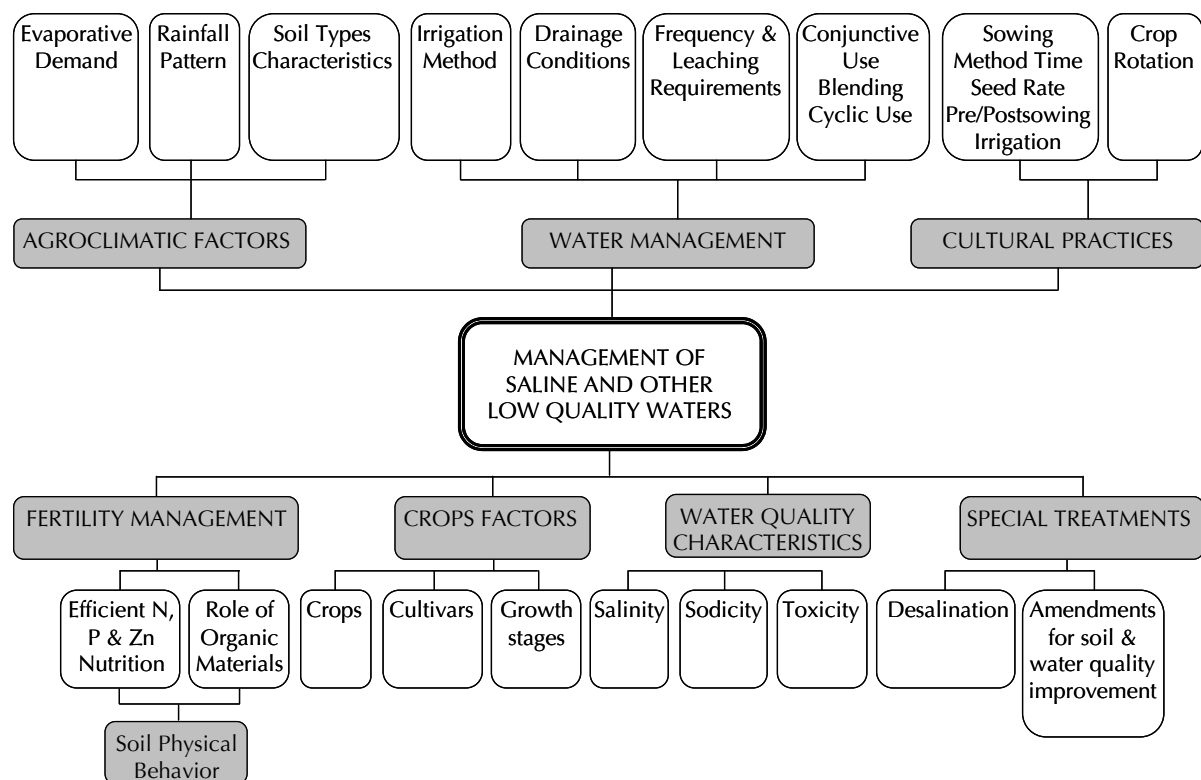 Evaporative
Demand
Rainfall
Pattern
Soil Types
Characteristics
Irrigation
Method
Drainage
Conditions
Frequency &
Leaching
Requirements
Conjunctive
Use
Blending
Cyclic Use
Sowing
Method Time
Seed Rate
Pre/Postsowing
Irrigation
Crop
Rotation
AGROCLIMATIC FACTORS
WATER MANAGEMENT
CULTURAL PRACTICES
MANAGEMENT OF
SALINE AND OTHER
LOW QUALITY WATERS
FERTILITY MANAGEMENT
CROPS FACTORS
WATER QUALITY
CHARACTERISTICS
SPECIAL TREATMENTS
Efficient N,
P & Zn
Nutrition
Role of
Organic
Materials
Crops
Cultivars
Growth
stages
Salinity
Sodicity
Toxicity
Desalination
Amendments
for soil &
water quality
improvement
Soil Physical
Behavior